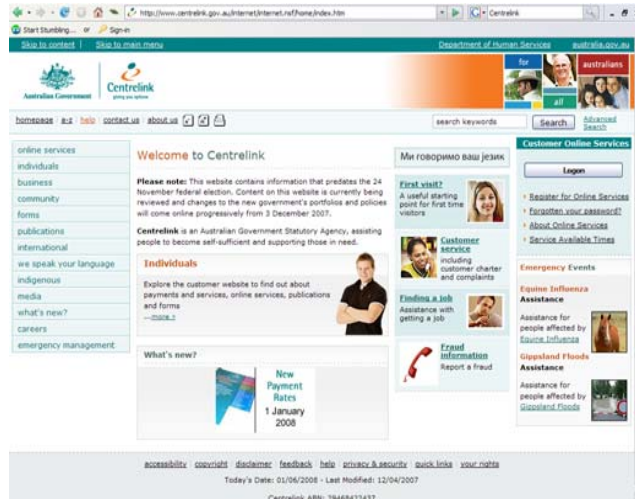 http://www.centrelink.gov.au/internet/internet.nsf/home/index.htm
Centrelink
Start Stumbling... or Sign-in
Skip to content | Skip to main menu
Department of Human Services australia.gov.au
Australian Government
Centrelink
giving you options
for
australians
all
homepage a-z help contact us about us
search keywords
Search
Advanced Search
online services
individuals
business
community
forms
publications
international
we speak your language
indigenous
media
what's new?
careers
emergency management
Welcome to Centrelink
Please note: This website contains information that predates the 24
November federal election. Content on this website is currently being
reviewed and changes to the new government's portfolios and policies
will come online progressively from 3 December 2007.
Centrelink is an Australian Government Statutory Agency, assisting
people to become self-sufficient and supporting those in need.
Individuals
Explore the customer website to find out about
payments and services, online services, publications
and forms
---more >
What's new?
New
Payment
Rates
1 January
2008
Ми говоримо ваш језик
First visit?
A useful starting
point for first time
visitors
Customer
service
including
customer charter
and complaints
Finding a job
Assistance with
getting a job
Fraud
information
Report a fraud
Customer Online Services
Logon
Register for Online Services
Forgotten your password?
About Online Services
Service Available Times
Emergency Events
Equine Influenza
Assistance
Assistance for
people affected by
Equine Influenza
Gippsland Floods
Assistance
Assistance for
people affected by
Gippsland Floods
accessibility copyright disclaimer feedback help privacy & security quick links your rights
Today's Date: 01/06/2008 - Last Modified: 12/04/2007
Centrelink ABN: 29468422437